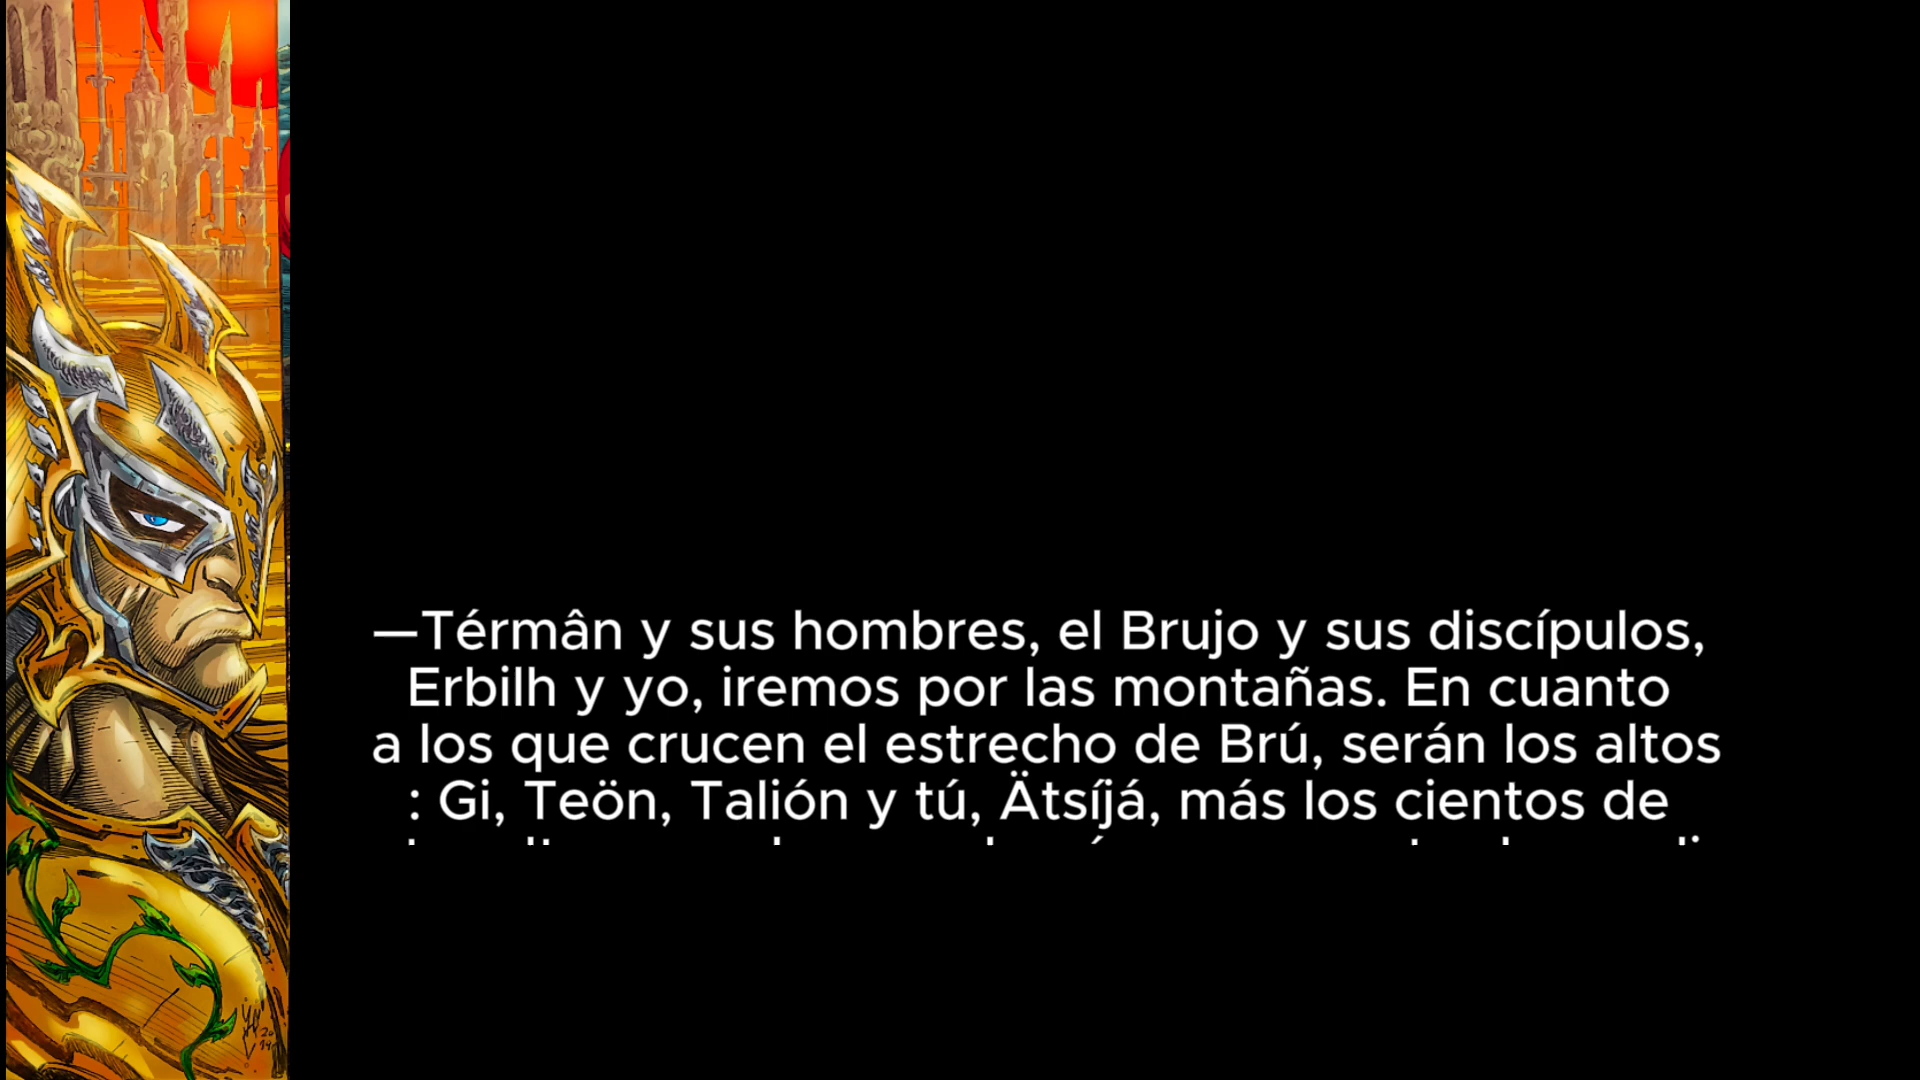 —Térmân y sus hombres, el Brujo y sus discípulos,
Erbilh y yo, iremos por las montañas. En cuanto
a los que crucen el estrecho de Brú, serán los altos
: Gi, Teön, Talión y tú, Ätsíjá, más los cientos de